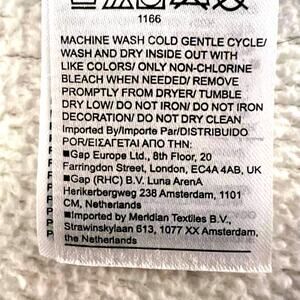 1166
MACHINE WASH COLD GENTLE CYCLE/
WASH AND DRY INSIDE OUT WITH
LIKE COLORS/ ONLY NON-CHLORINE
BLEACH WHEN NEEDED/ REMOVE
PROMPTLY FROM DRYER/ TUMBLE
DRY LOW/ DO NOT IRON/ DO NOT IRON
DECORATION/ DO NOT DRY CLEAN
Imported By/Importe Par/DISTRIBUIDO
POR/ΕΙΣΑΓΕΤΑΙ ΑΠΟ ΤΗΝ:
■Gap Europe Ltd., 8th Floor, 20
Farringdon Street, London, EC4A 4AB, UK
■Gap (RHC) B.V. Luna ArenA
Herikerbergweg 238 Amsterdam, 1101
CM, Netherlands
■Imported by Meridian Textiles B.V.,
Strawinskylaan 613, 1077 XX Amsterdam,
the Netherlands